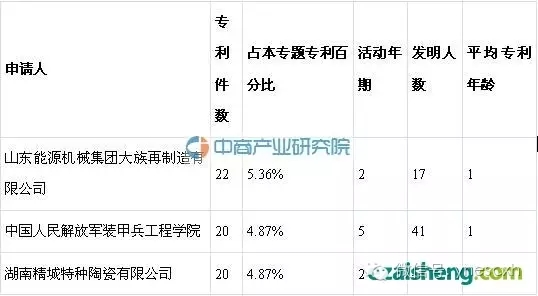 申请人 专利件数 占本专题专利百分比 活动年期 发明人数 平均专利年龄
中商产业研究院
山东能源机械集团大族再制造有限公司 22 5.36% 2 17 1
中国人民解放军装甲兵工程学院 20 4.87% 5 41 1
湖南精城特种陶瓷有限公司 20 4.87% 2
zaisheng.com